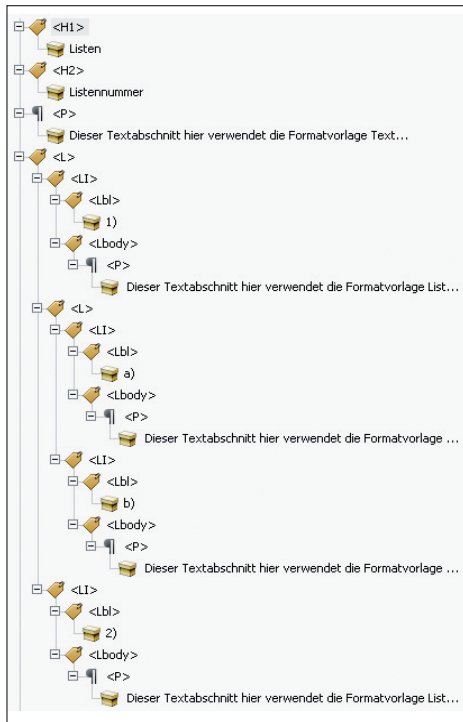 <H1>
Listen
<H2>
Listennummer
<P>
Dieser Textabschnitt hier verwendet die Formatvorlage Text...
<L>
<LI>
<Lbl>
1)
<Lbody>
<P>
Dieser Textabschnitt hier verwendet die Formatvorlage List...
<L>
<LI>
<Lbl>
a)
<Lbody>
<P>
Dieser Textabschnitt hier verwendet die Formatvorlage ...
<LI>
<Lbl>
b)
<Lbody>
<P>
Dieser Textabschnitt hier verwendet die Formatvorlage ...
<LI>
<Lbl>
2)
<Lbody>
<P>
Dieser Textabschnitt hier verwendet die Formatvorlage List...